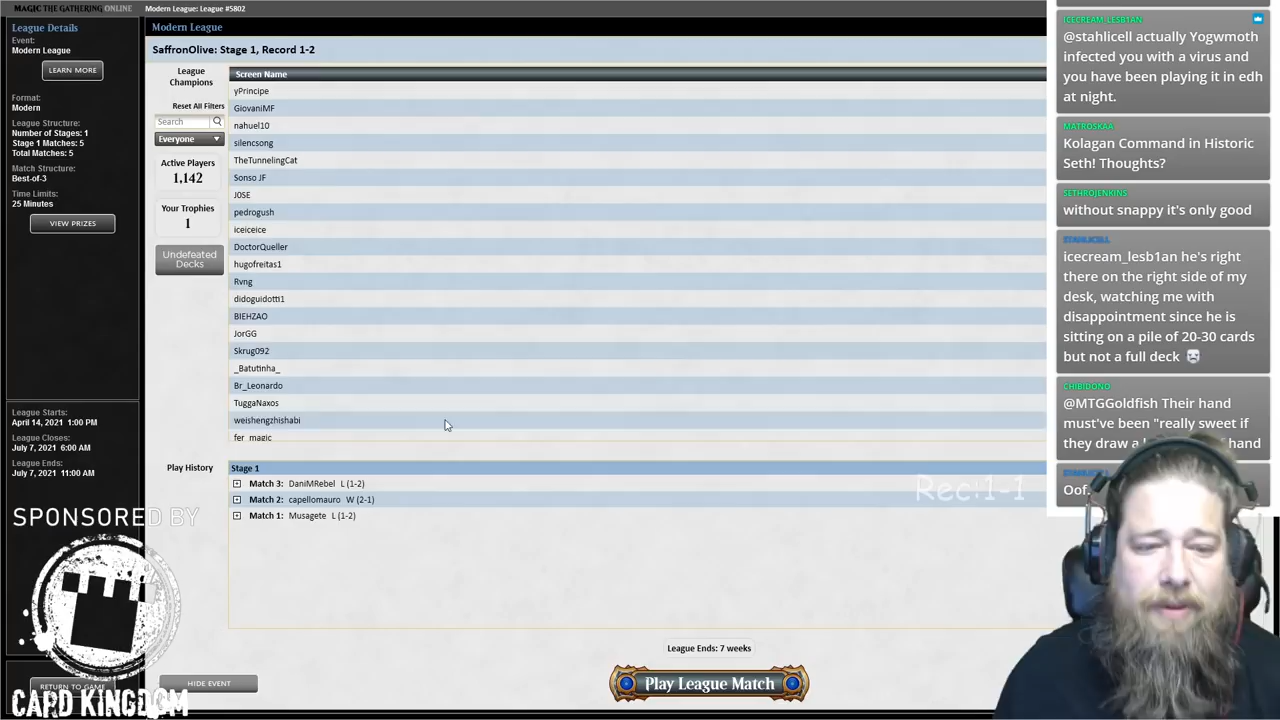 MAGIC THE GATHERING ONLINE
Modern League: League #5802
League Details
Event:
Modern League
LEARN MORE
Format:
Modern
League Structure:
Number of Stages: 1
Stage 1 Matches: 5
Total Matches: 5
Match Structure:
Best-of-3
Time Limits:
25 Minutes
VIEW PRIZES
League Starts:
April 14, 2021 1:00 PM
League Closes:
July 7, 2021 6:00 AM
League Ends:
July 7, 2021 11:00 AM
SPONSORED BY
RETURN TO GAME
CARD KINGDOM
Modern League
SaffronOlive: Stage 1, Record 1-2
League
Champions
Reset All Filters
Search
Everyone
Active Players
1,142
Your Trophies
1
Undefeated
Decks
Screen Name
yPrincipe
GiovaniMF
nahuel10
silencsong
TheTunnelingCat
Sonso JF
J0SE
pedrogush
iceiceice
DoctorQueller
hugofreitas1
Rvng
didoguidotti1
BIEHZAO
JorGG
Skrug092
_Batutinha_
Br_Leonardo
TuggaNaxos
weishengzhishabi
fer_magic
Play History
Stage 1
Match 3: DaniMRebel L (1-2)
Match 2: capellomauro W (2-1)
Match 1: Musagete L (1-2)
Rec:1-1
League Ends: 7 weeks
HIDE EVENT
Play League Match
ICECREAM_LESB1AN
@stahlicell actually Yogwmoth
infected you with a virus and
you have been playing it in edh
at night.
MATROSKAA
Kolagan Command in Historic
Seth! Thoughts?
SETHROJENKINS
without snappy it's only good
STAHLICELL
icecream_lesb1an he's right
there on the right side of my
desk, watching me with
disappointment since he is
sitting on a pile of 20-30 cards
but not a full deck
CHIBIDONO
@MTGGoldfish Their hand
must've been "really sweet if
they draw a hand
STAHLICELL
Oof.